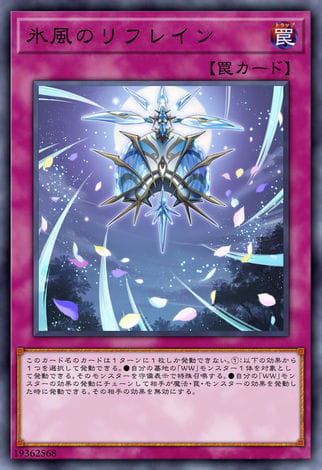 氷風のリフレイン
トラップ
罠
【罠カード】
このカード名のカードは1ターンに1枚しか発動できない。①:以下の効果から
1つを選択して発動できる。●自分の墓地の「WW」モンスター1体を対象とし
て発動できる。そのモンスターを守備表示で特殊召喚する。●自分の「WW」モ
ンスターの効果の発動にチェーンして相手が魔法・罠・モンスターの効果を発動し
た時に発動できる。その相手の効果を無効にする。
19362568